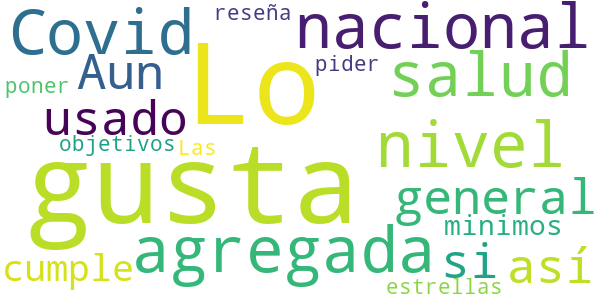 reseña
Covid
nacional
Lo
Aun
pider
salud
poner
usado
nivel
objetivos
Las
gusta
general
minimos
agregada
si
así
cumple
estrellas